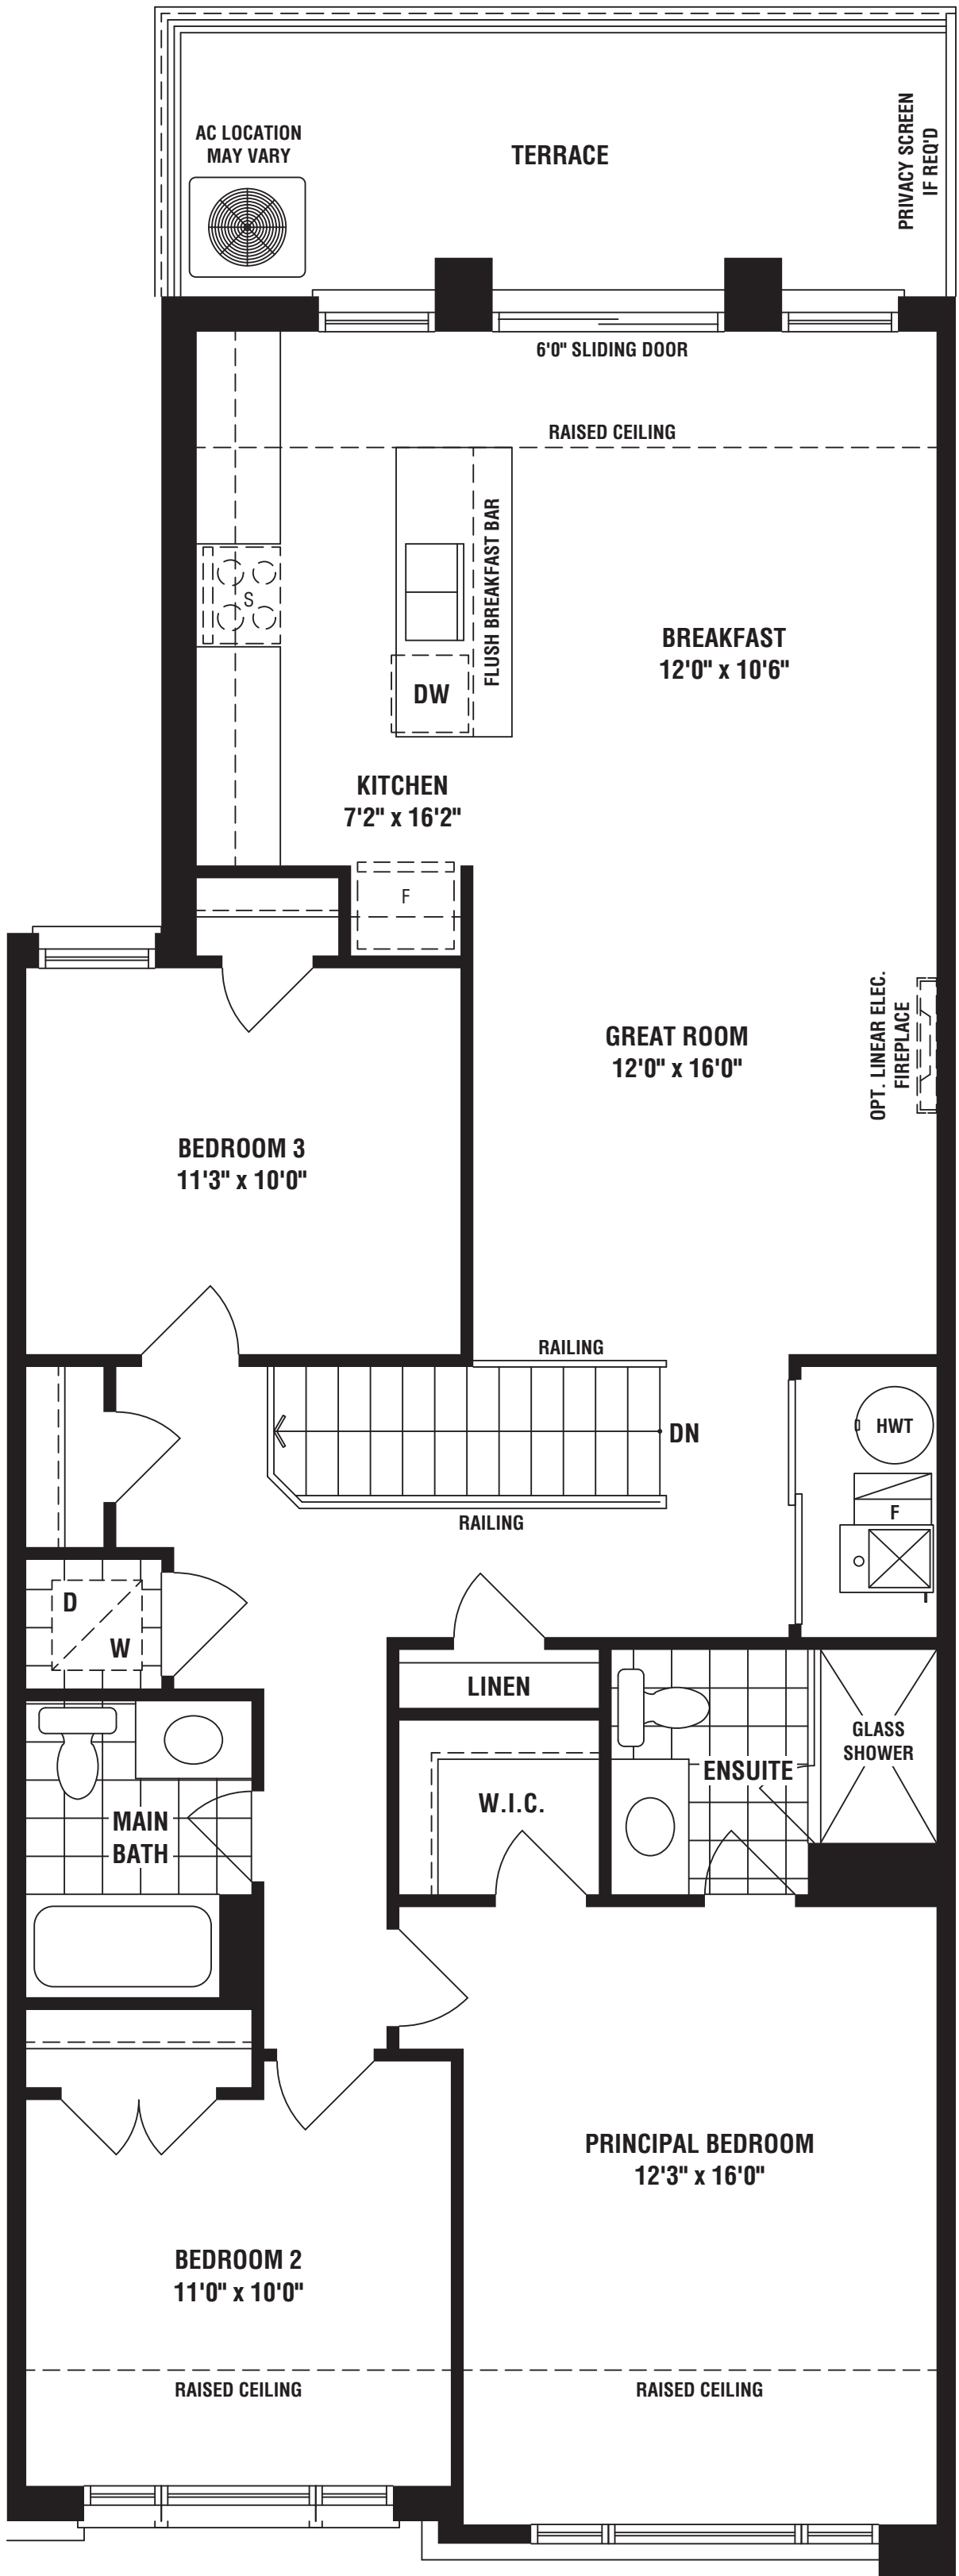 AC LOCATION
MAY VARY
TERRACE
PRIVACY SCREEN
IF REQ'D
6'0" SLIDING DOOR
RAISED CEILING
FLUSH BREAKFAST BAR
S
DW
BREAKFAST
12'0" x 10'6"
KITCHEN
7'2" x 16'2"
F
GREAT ROOM
12'0" x 16'0"
OPT. LINEAR ELEC.
FIREPLACE
BEDROOM 3
11'3" x 10'0"
RAILING
DN
HWT
RAILING
F
D
W
LINEN
GLASS
SHOWER
ENSUITE
W.I.C.
MAIN
BATH
PRINCIPAL BEDROOM
12'3" x 16'0"
BEDROOM 2
11'0" x 10'0"
RAISED CEILING
RAISED CEILING